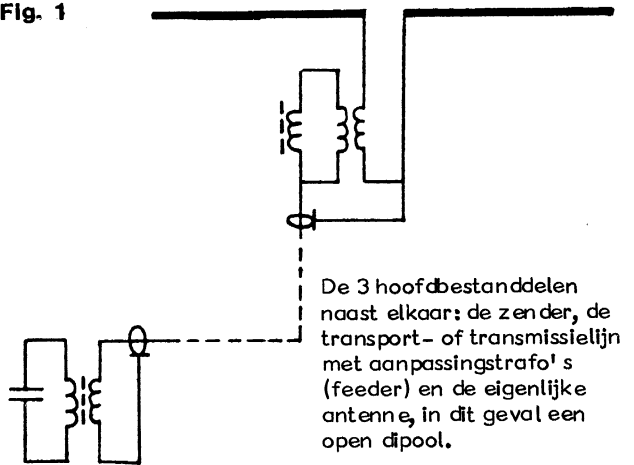 Fig. 1
De 3 hoofdbestanddelen
naast elkaar: de zender, de
transport- of transmissielijn
met aanpassingstrafo's
(feeder) en de eigenlijke
antenne, in dit geval een
open dipool.